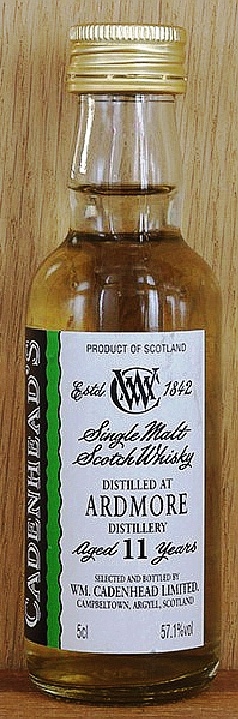 CADENHEAD'S
PRODUCT OF SCOTLAND
Estd. WC 1842
Single Malt
Scotch Whisky
DISTILLED AT
ARDMORE
DISTILLERY
Aged 11 Years
SELECTED AND BOTTLED BY
WM. CADENHEAD LIMITED.
CAMPBELTOWN, ARGYLL, SCOTLAND
5cl 57.1%vol